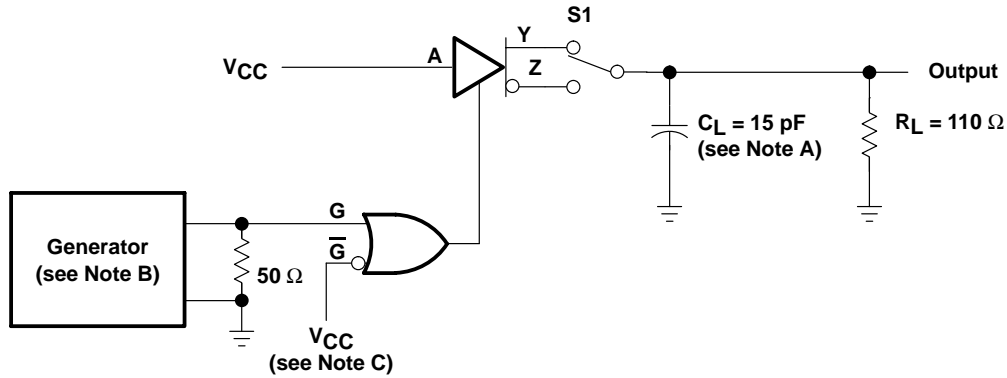 S1
Y
A
Z
VCC
Output
CL = 15 pF
(see Note A)
RL = 110 Ω
G
G̅
Generator
(see Note B)
50 Ω
VCC
(see Note C)